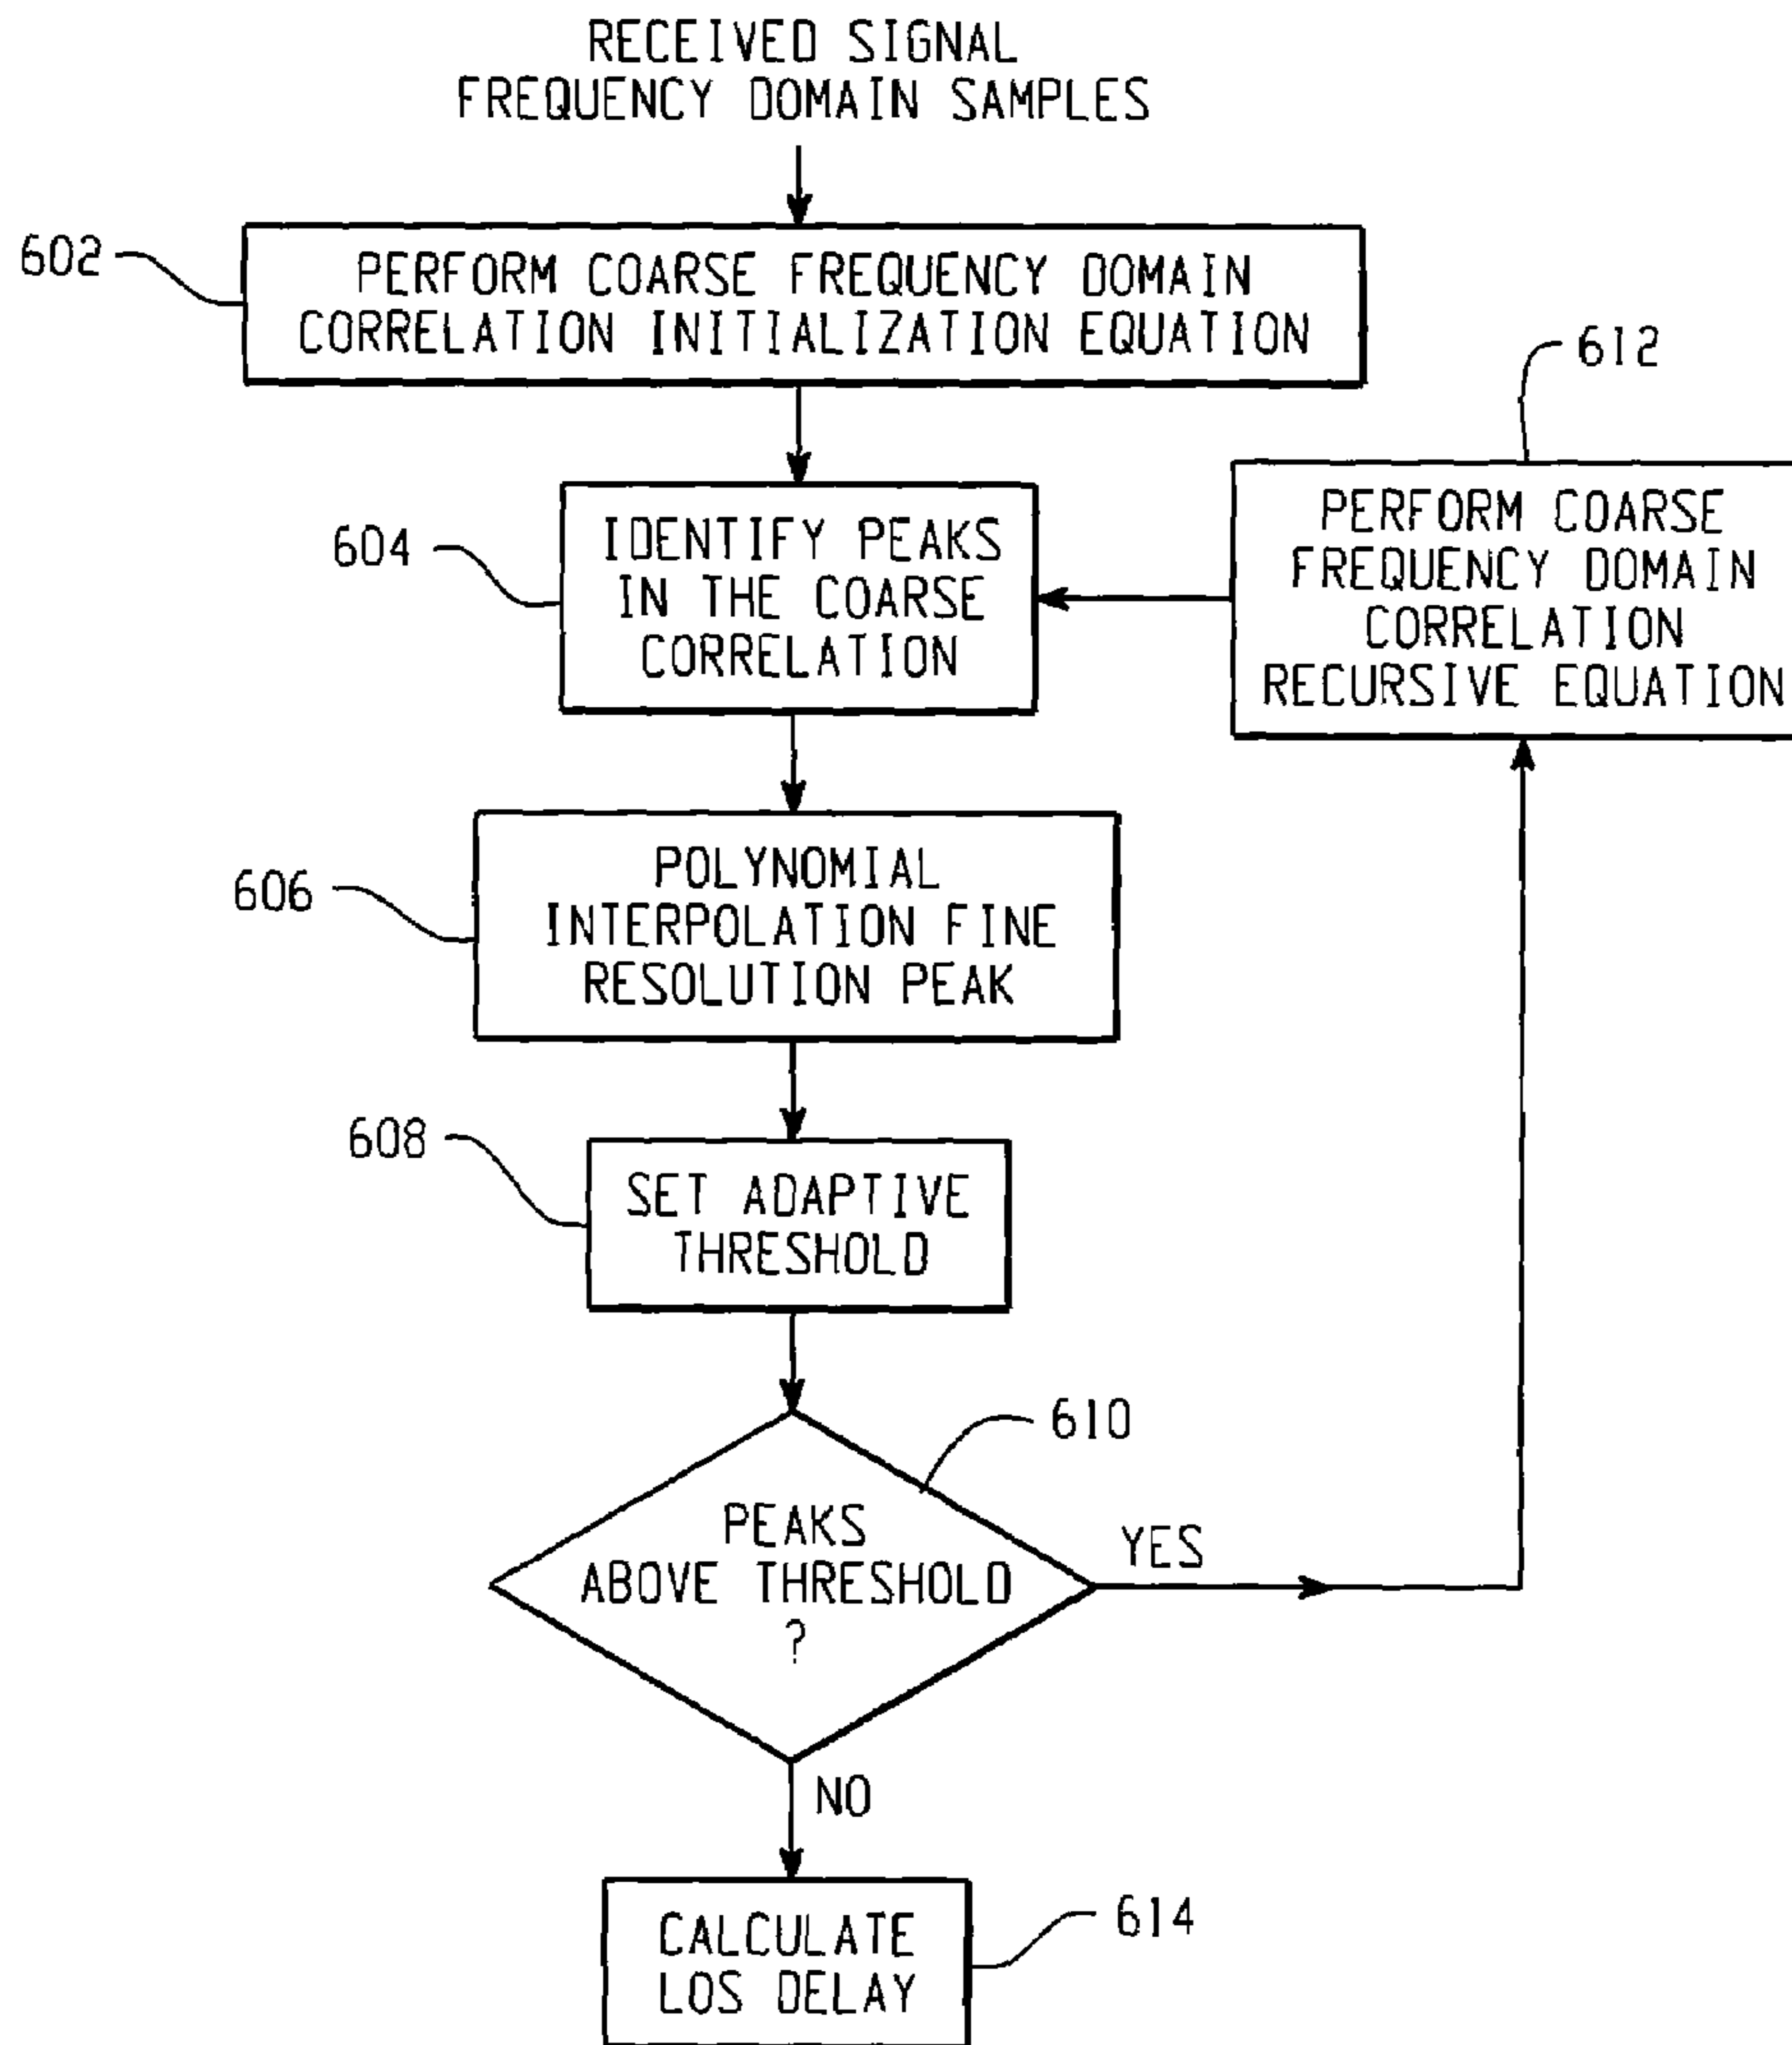 RECEIVED SIGNAL
FREQUENCY DOMAIN SAMPLES
602
PERFORM COARSE FREQUENCY DOMAIN
CORRELATION INITIALIZATION EQUATION
612
604
IDENTIFY PEAKS
IN THE COARSE
CORRELATION
PERFORM COARSE
FREQUENCY DOMAIN
CORRELATION
RECURSIVE EQUATION
606
POLYNOMIAL
INTERPOLATION FINE
RESOLUTION PEAK
608
SET ADAPTIVE
THRESHOLD
610
PEAKS
ABOVE THRESHOLD
?
YES
NO
CALCULATE
LOS DELAY
614